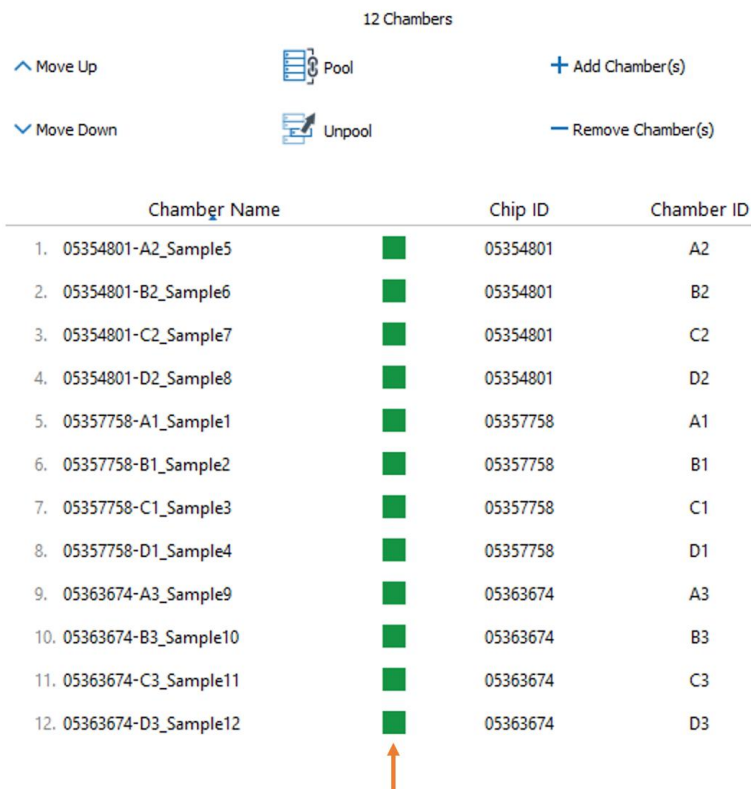 12 Chambers
Move Up Pool Add Chamber(s)
Move Down Unpool Remove Chamber(s)
Chamber Name Chip ID Chamber ID
1. 05354801-A2_Sample5 05354801 A2
2. 05354801-B2_Sample6 05354801 B2
3. 05354801-C2_Sample7 05354801 C2
4. 05354801-D2_Sample8 05354801 D2
5. 05357758-A1_Sample1 05357758 A1
6. 05357758-B1_Sample2 05357758 B1
7. 05357758-C1_Sample3 05357758 C1
8. 05357758-D1_Sample4 05357758 D1
9. 05363674-A3_Sample9 05363674 A3
10. 05363674-B3_Sample10 05363674 B3
11. 05363674-C3_Sample11 05363674 C3
12. 05363674-D3_Sample12 05363674 D3